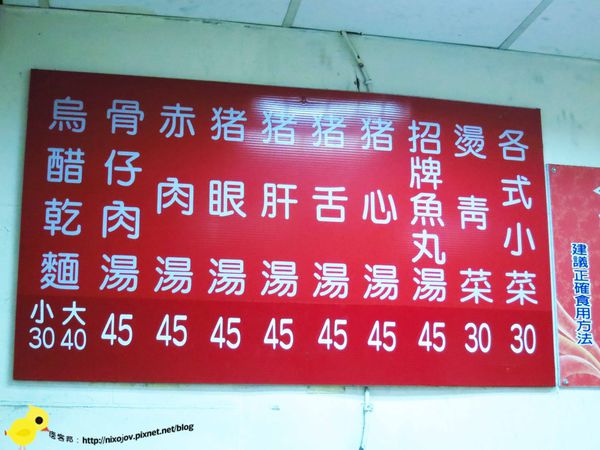 烏醋乾麵
小30
大40
骨仔肉湯
45
赤肉湯
45
猪眼湯
45
猪肝湯
45
猪舌湯
45
猪心湯
45
招牌魚丸湯
45
燙青菜
30
各式小菜
30
建議正確食用方法
痞客邦：http://nixojov.pixnet.net/blog